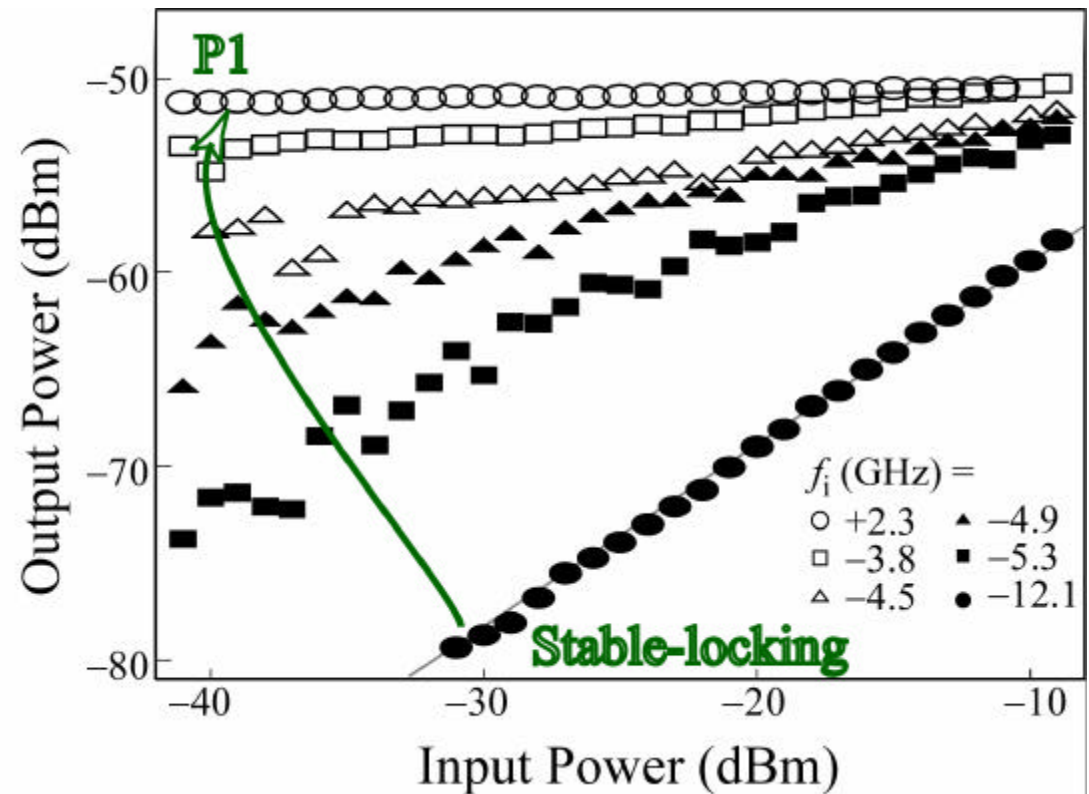 P1
−50
−60
−70
−80
Output Power (dBm)
f_i (GHz) =
+2.3
−3.8
−4.5
−4.9
−5.3
−12.1
Stable-locking
−40
−30
−20
−10
Input Power (dBm)